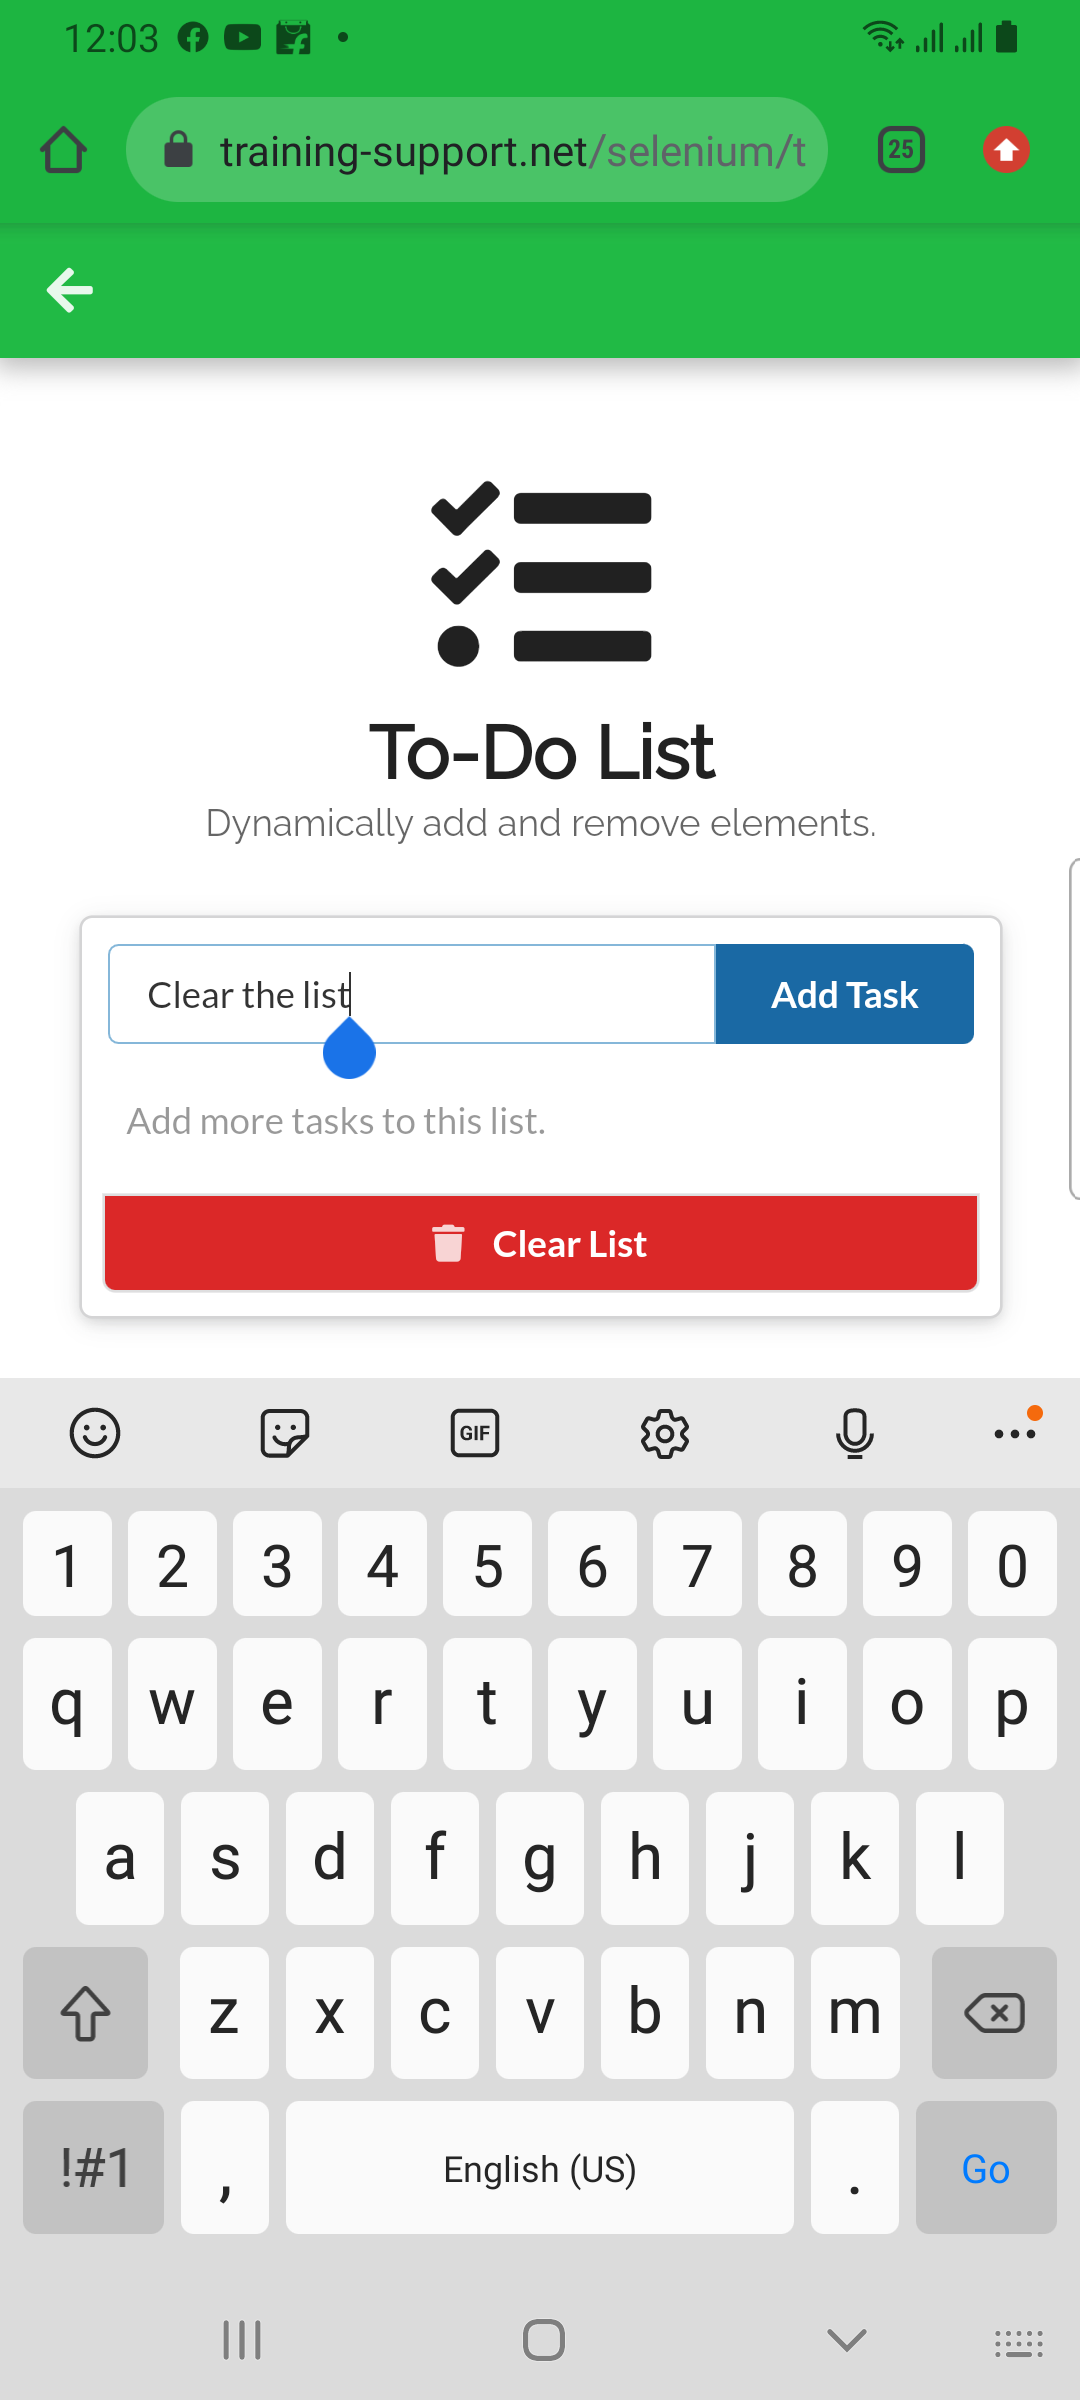 12:03
training-support.net/selenium/t
25
To-Do List
Dynamically add and remove elements.
Clear the list
Add Task
Add more tasks to this list.
Clear List
GIF
1 2 3 4 5 6 7 8 9 0
q w e r t y u i o p
a s d f g h j k l
z x c v b n m
!#1 , English (US) . Go